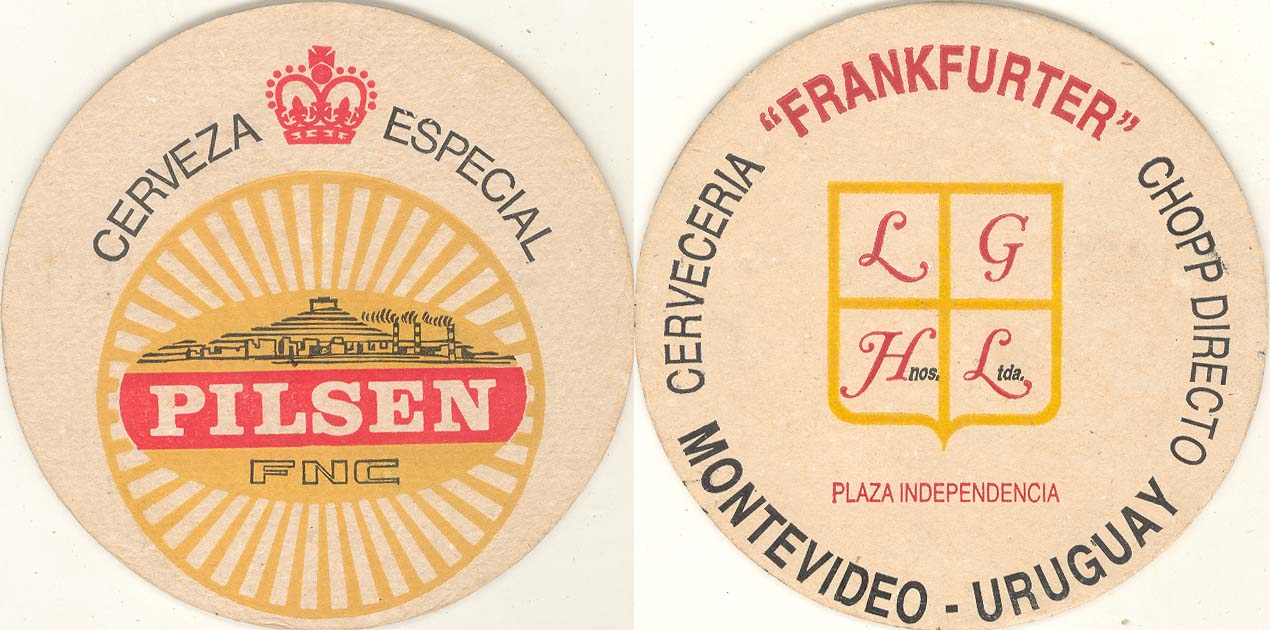 CERVEZA ESPECIAL
PILSEN
FNC
CERVECERIA "FRANKFURTER" CHOPP DIRECTO
L G
Hnos. Ltda.
PLAZA INDEPENDENCIA
MONTEVIDEO - URUGUAY